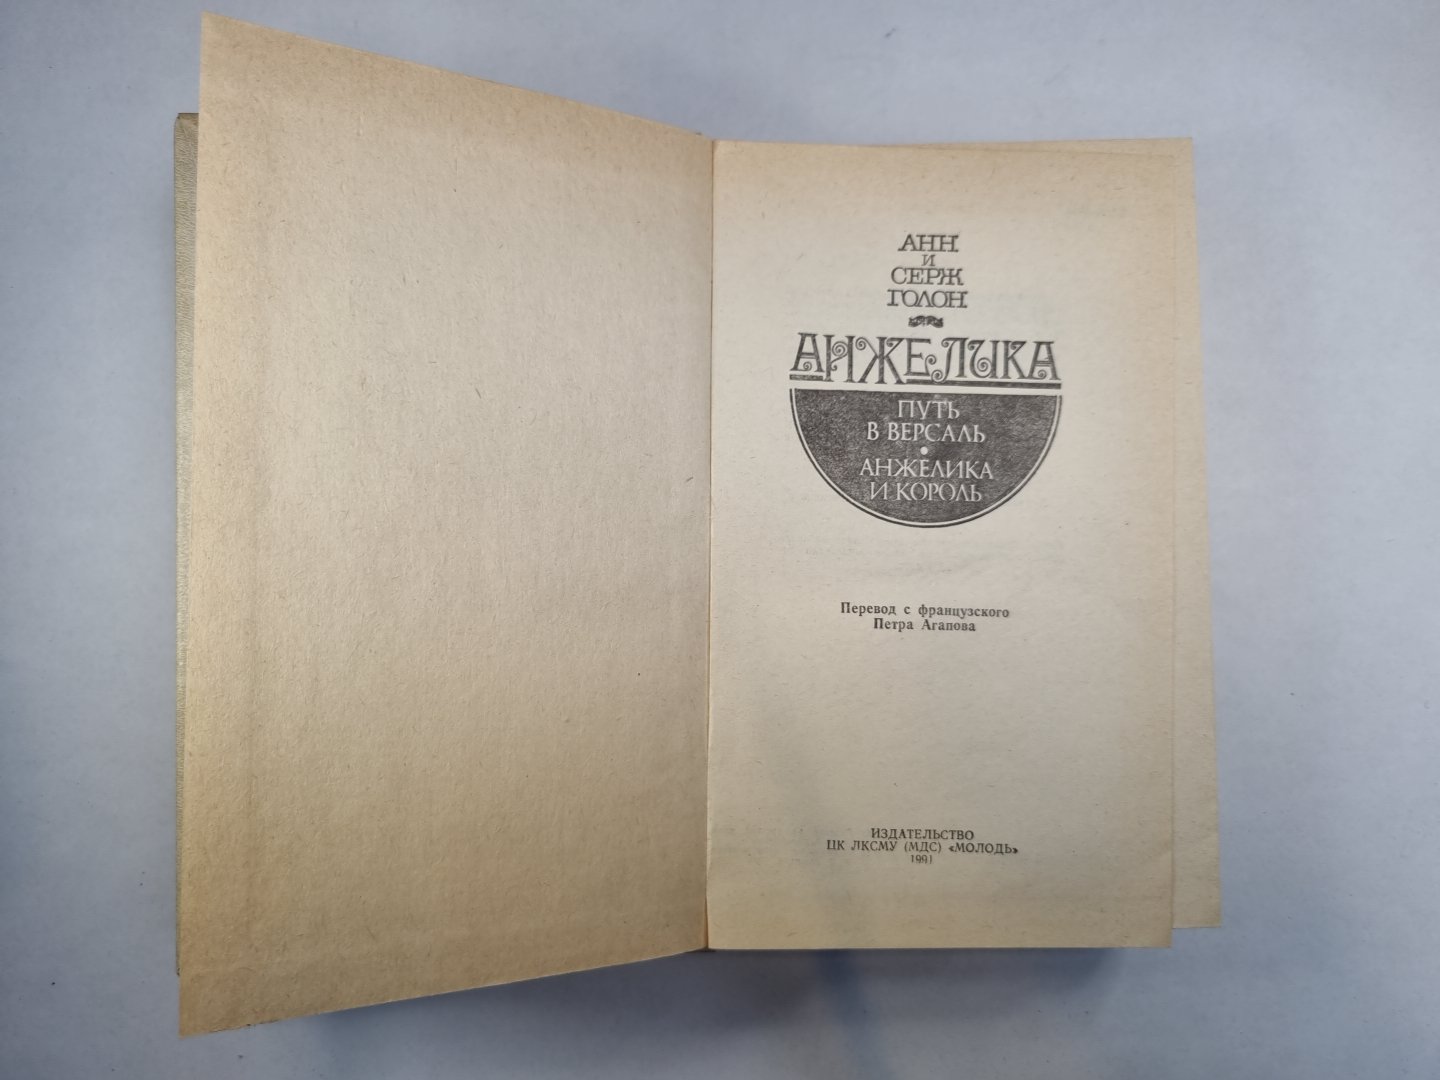 АНН
И
СЕРЖ
ГОЛОН
АНЖЕЛИКА
ПУТЬ
В ВЕРСАЛЬ
•
АНЖЕЛИКА
И КОРОЛЬ
Перевод с французского
Петра Агапова
ИЗДАТЕЛЬСТВО
ЦК ЛКСМУ (МДС) «МОЛОДЬ»
1991